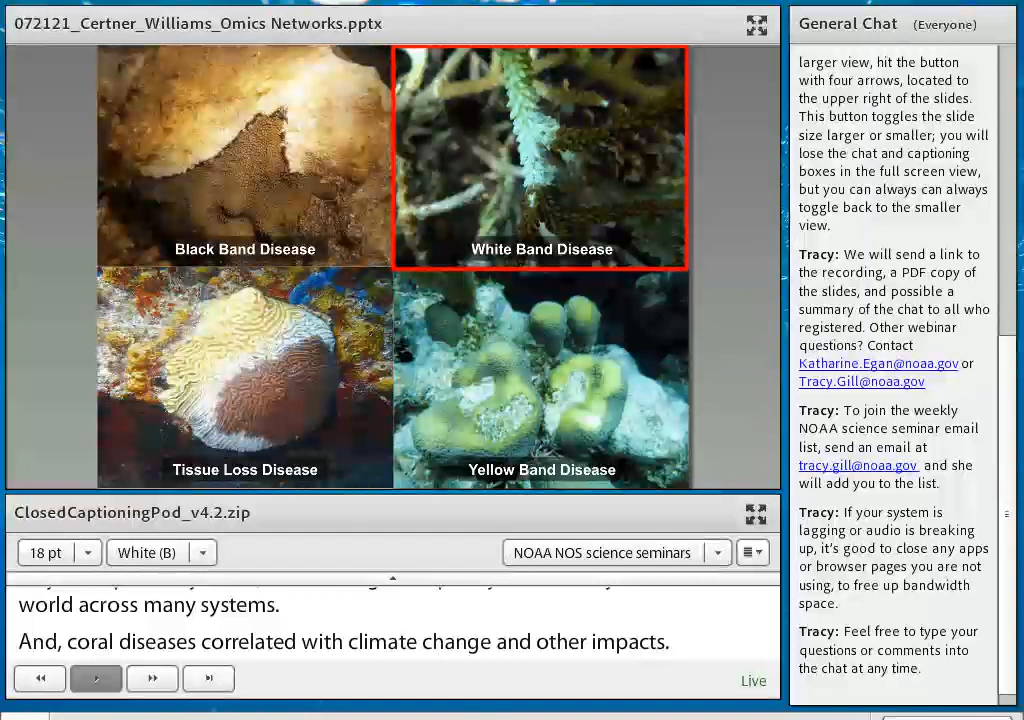 072121_Certner_Williams_Omics Networks.pptx
Black Band Disease
White Band Disease
Tissue Loss Disease
Yellow Band Disease
ClosedCaptioningPod_v4.2.zip
18 pt
White (B)
NOAA NOS science seminars
world across many systems.
And, coral diseases correlated with climate change and other impacts.
Live
General Chat (Everyone)
larger view, hit the button
with four arrows, located to
the upper right of the slides.
This button toggles the slide
size larger or smaller; you will
lose the chat and captioning
boxes in the full screen view,
but you can always can always
toggle back to the smaller
view.
Tracy: We will send a link to
the recording, a PDF copy of
the slides, and possible a
summary of the chat to all who
registered. Other webinar
questions? Contact
Katharine.Egan@noaa.gov or
Tracy.Gill@noaa.gov
Tracy: To join the weekly
NOAA science seminar email
list, send an email at
tracy.gill@noaa.gov and she
will add you to the list.
Tracy: If your system is
lagging or audio is breaking
up, it's good to close any apps
or browser pages you are not
using, to free up bandwidth
space.
Tracy: Feel free to type your
questions or comments into
the chat at any time.